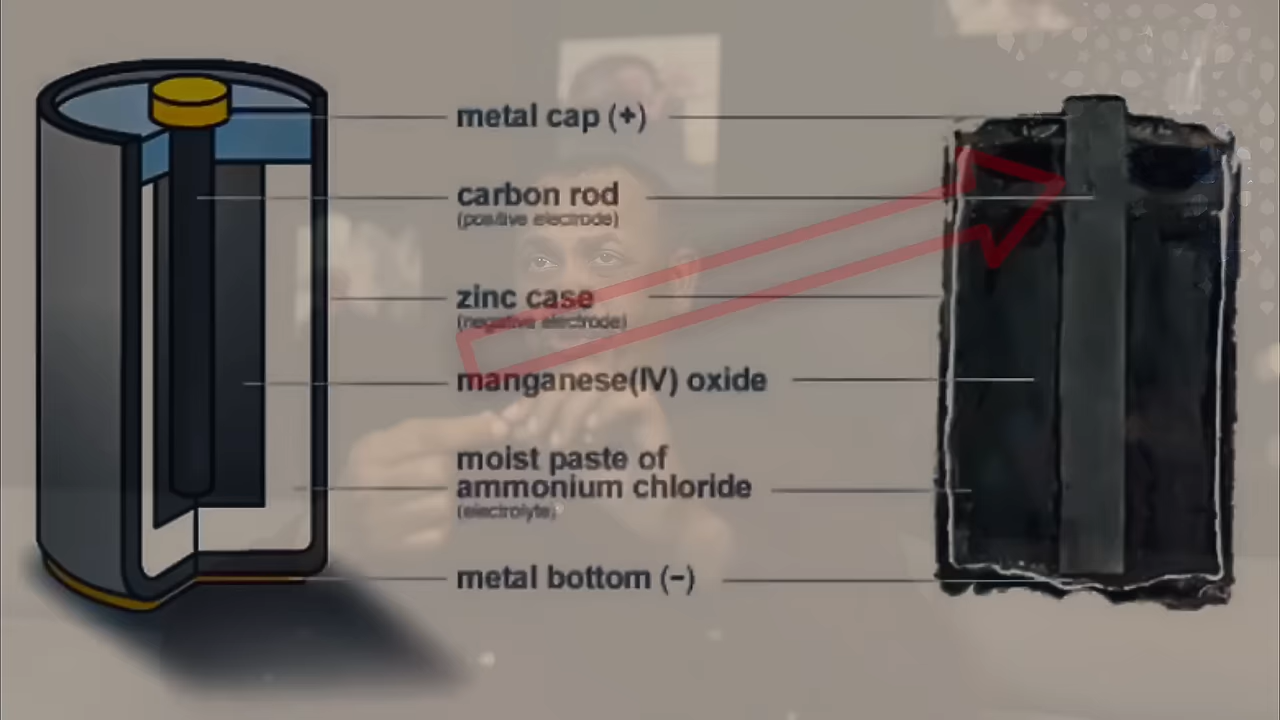 metal cap (+)
carbon rod
(positive electrode)
zinc case
(negative electrode)
manganese(IV) oxide
moist paste of
ammonium chloride
(electrolyte)
metal bottom (−)